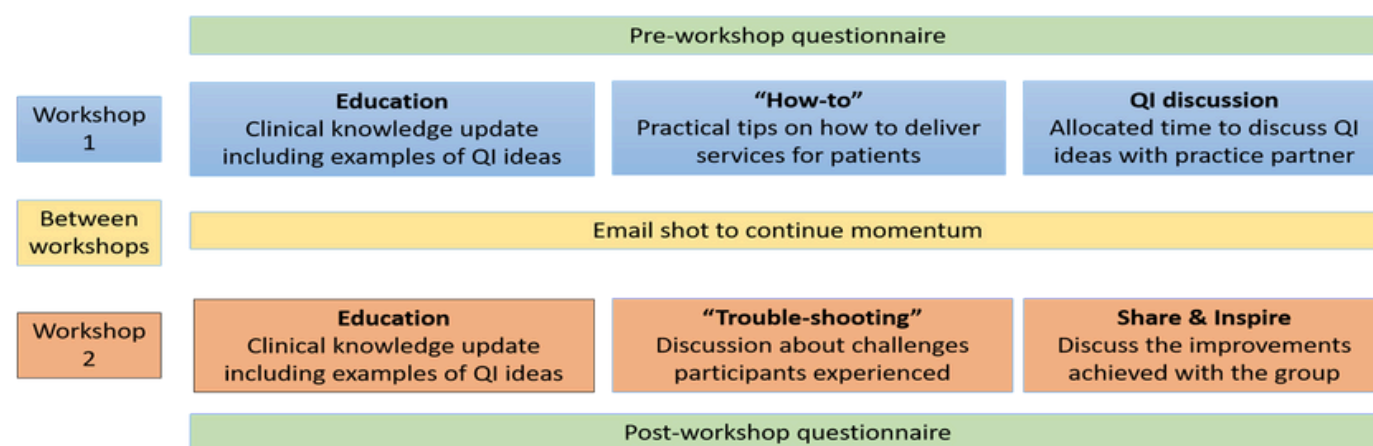 Pre-workshop questionnaire
Workshop
1
Education
Clinical knowledge update
including examples of QI ideas
“How-to”
Practical tips on how to deliver
services for patients
QI discussion
Allocated time to discuss QI
ideas with practice partner
Between
workshops
Email shot to continue momentum
Workshop
2
Education
Clinical knowledge update
including examples of QI ideas
“Trouble-shooting”
Discussion about challenges
participants experienced
Share & Inspire
Discuss the improvements
achieved with the group
Post-workshop questionnaire